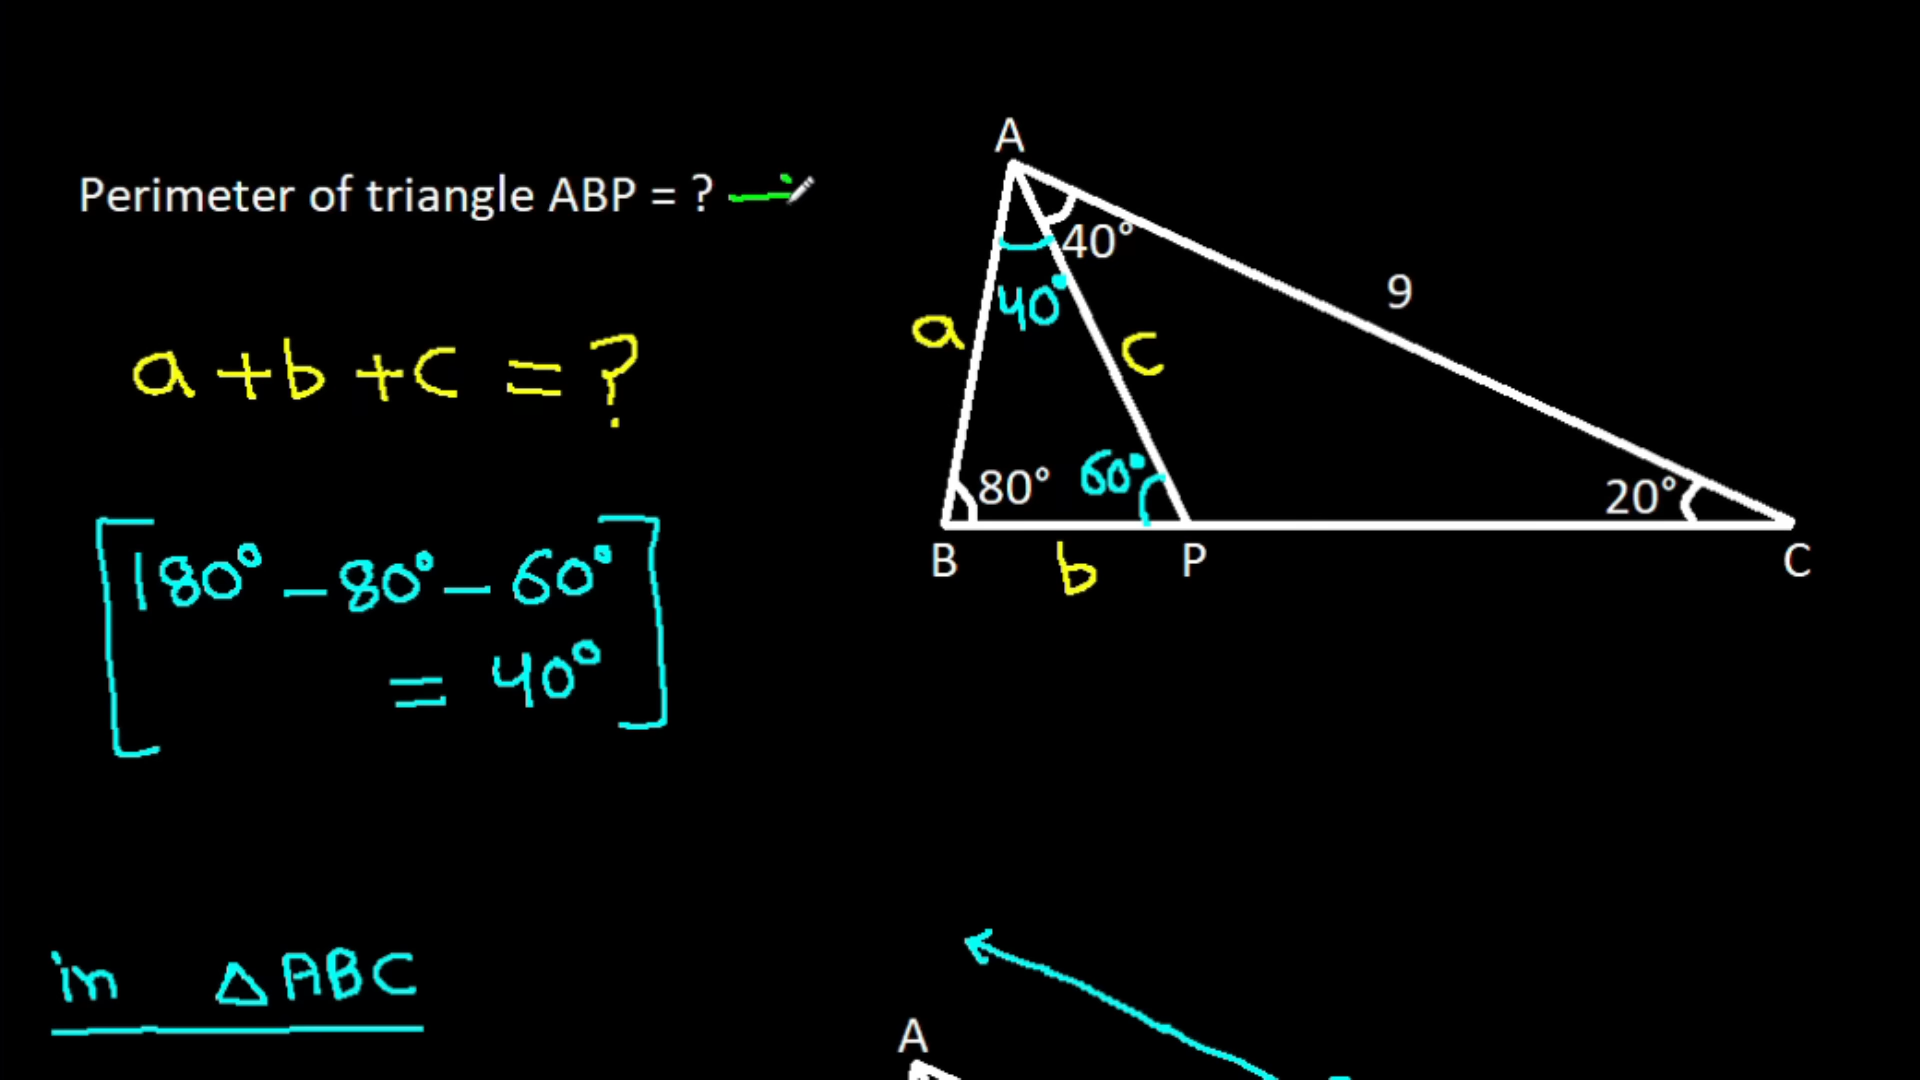 Perimeter of triangle ABP = ?
a + b + c = ?
180° - 80° - 60°
= 40°
in △ABC
A
40°
40°
9
a
c
80°
60°
20°
B
P
C
b
A